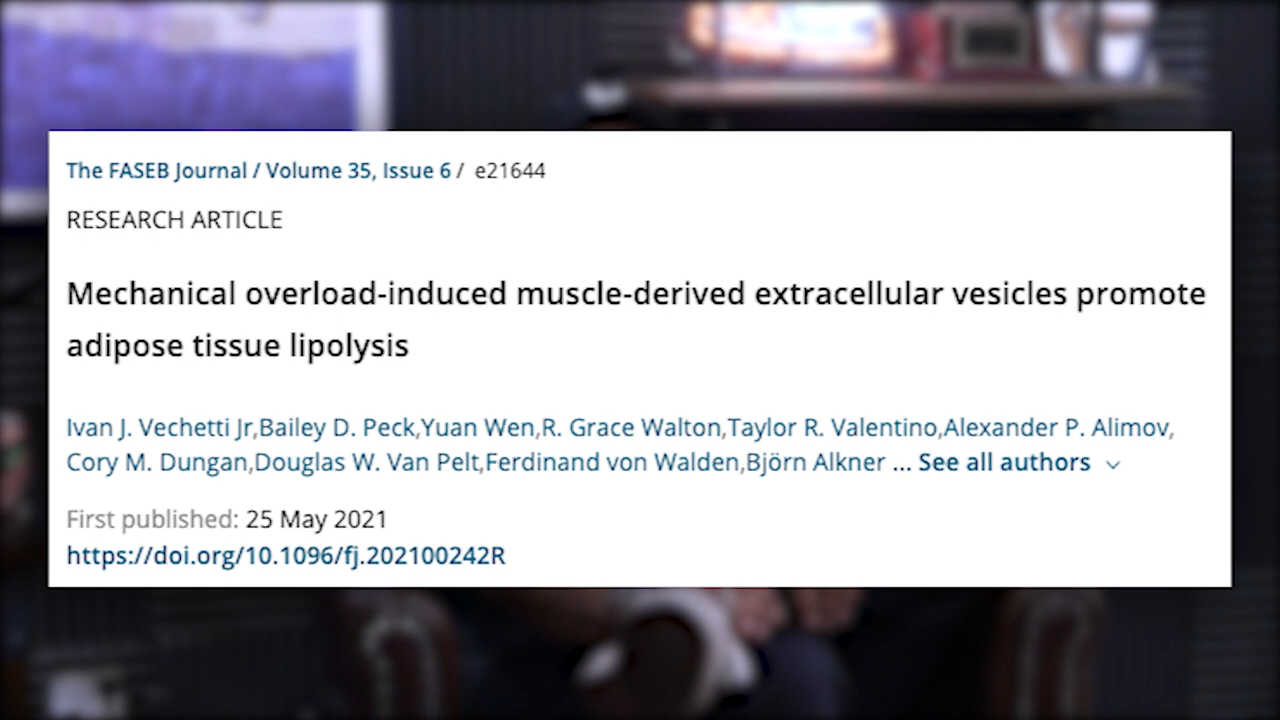 The FASEB Journal / Volume 35, Issue 6 / e21644
RESEARCH ARTICLE
Mechanical overload-induced muscle-derived extracellular vesicles promote
adipose tissue lipolysis
Ivan J. Vechetti Jr,Bailey D. Peck,Yuan Wen,R. Grace Walton,Taylor R. Valentino,Alexander P. Alimov,
Cory M. Dungan,Douglas W. Van Pelt,Ferdinand von Walden,Björn Alkner ... See all authors
First published: 25 May 2021
https://doi.org/10.1096/fj.202100242R